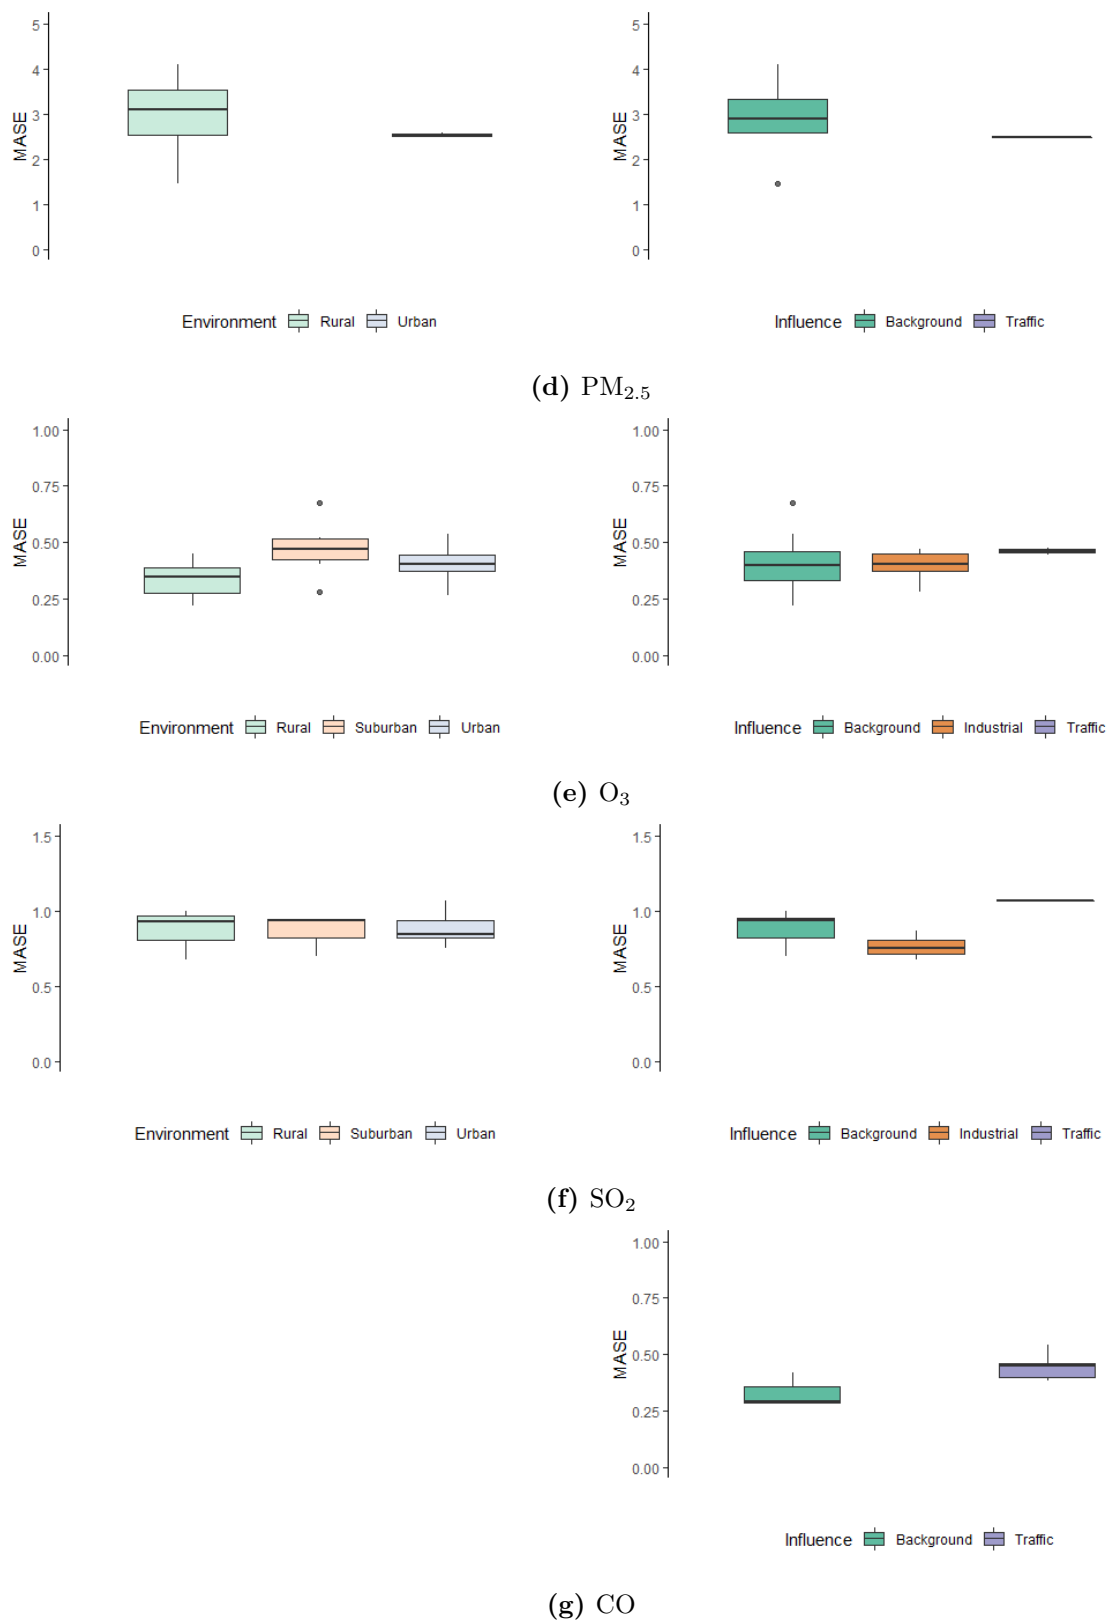 5
4
3
2
1
0
MASE
Environment Rural Urban
5
4
3
2
1
0
MASE
Influence Background Traffic
(d) PM2.5
1.00
0.75
0.50
0.25
0.00
MASE
Environment Rural Suburban Urban
1.00
0.75
0.50
0.25
0.00
MASE
Influence Background Industrial Traffic
(e) O3
1.5
1.0
0.5
0.0
MASE
Environment Rural Suburban Urban
1.5
1.0
0.5
0.0
MASE
Influence Background Industrial Traffic
(f) SO2
1.00
0.75
0.50
0.25
0.00
MASE
Influence Background Traffic
(g) CO